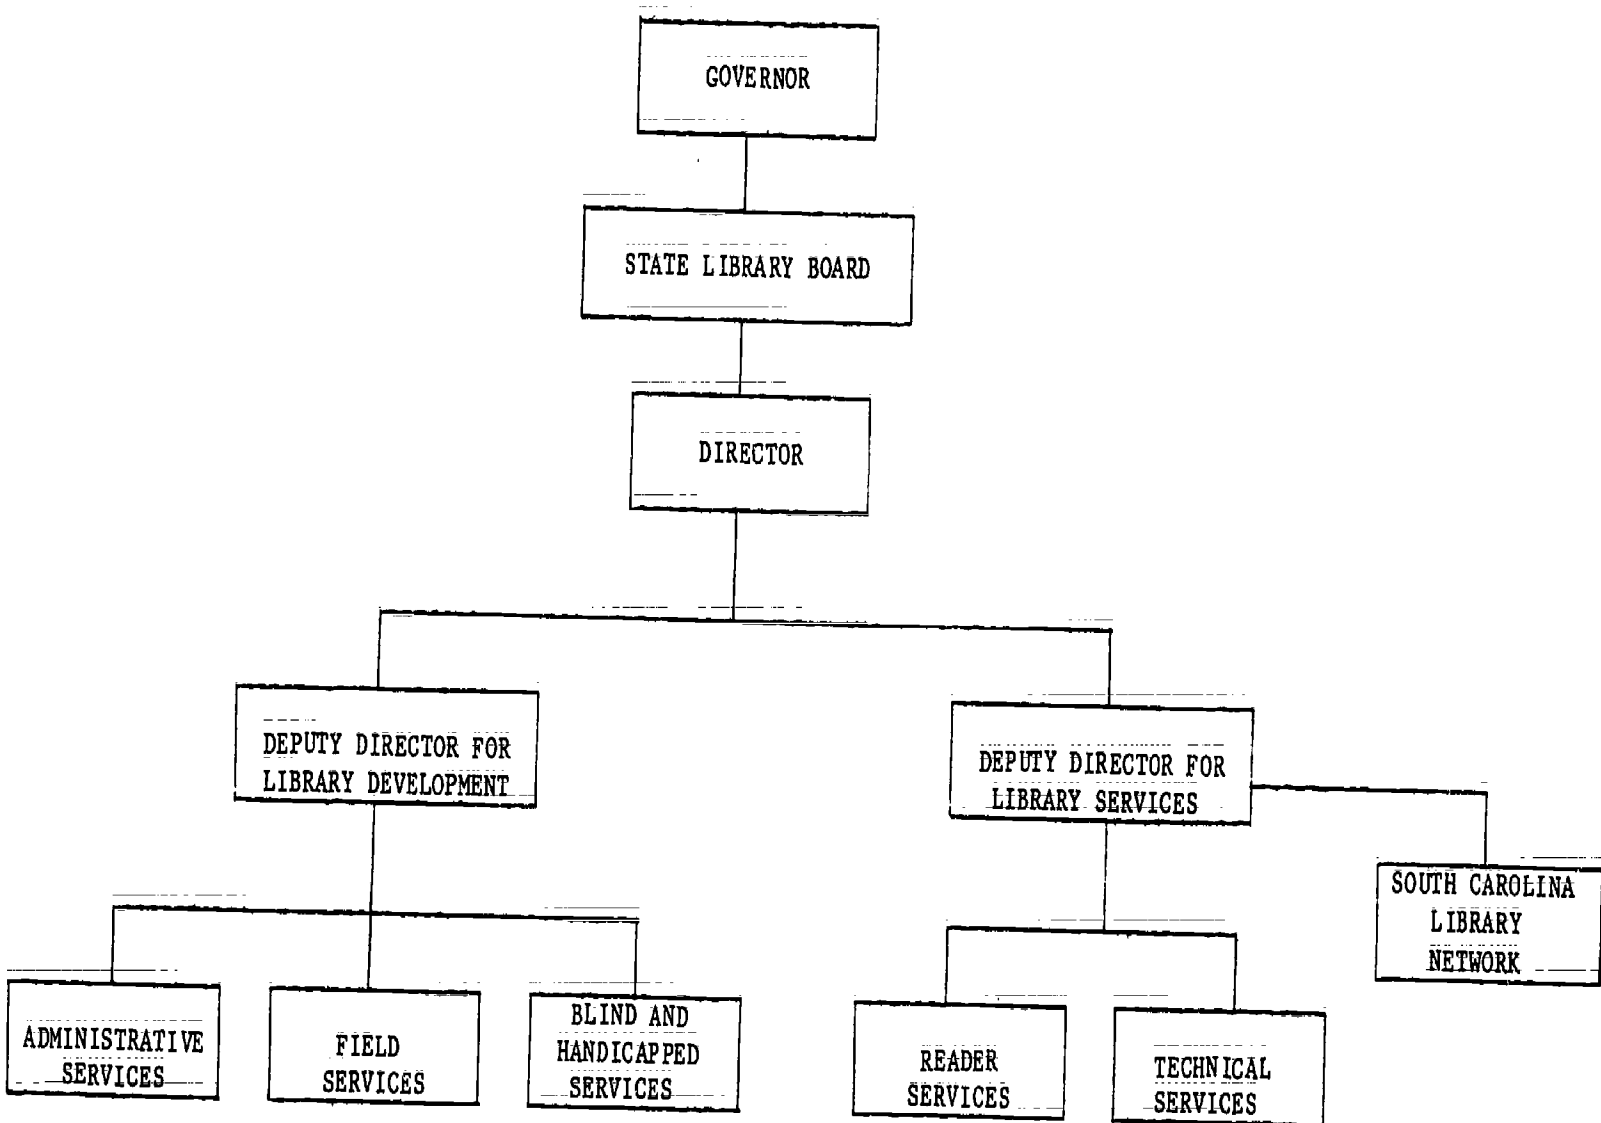 GOVERNOR
STATE LIBRARY BOARD
DIRECTOR
DEPUTY DIRECTOR FOR
LIBRARY DEVELOPMENT
DEPUTY DIRECTOR FOR
LIBRARY SERVICES
SOUTH CAROLINA
LIBRARY
NETWORK
ADMINISTRATIVE
SERVICES
FIELD
SERVICES
BLIND AND
HANDICAPPED
SERVICES
READER
SERVICES
TECHNICAL
SERVICES